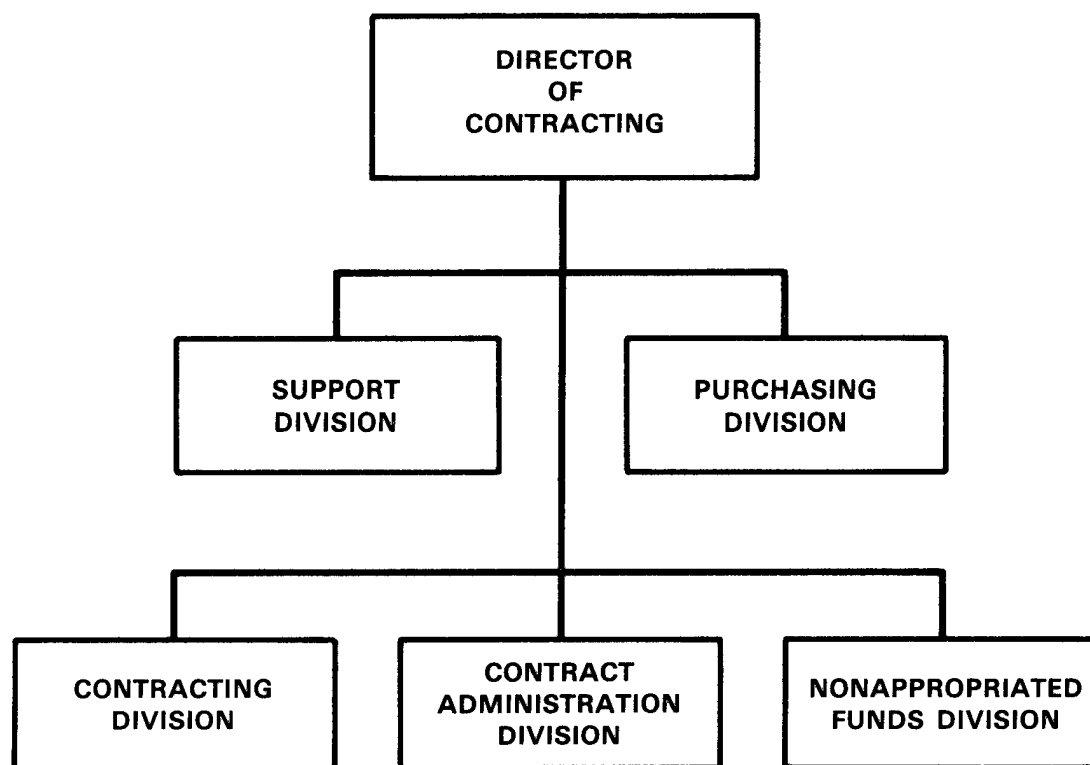 DIRECTOR
OF
CONTRACTING
SUPPORT
DIVISION
PURCHASING
DIVISION
CONTRACTING
DIVISION
CONTRACT
ADMINISTRATION
DIVISION
NONAPPROPRIATED
FUNDS DIVISION